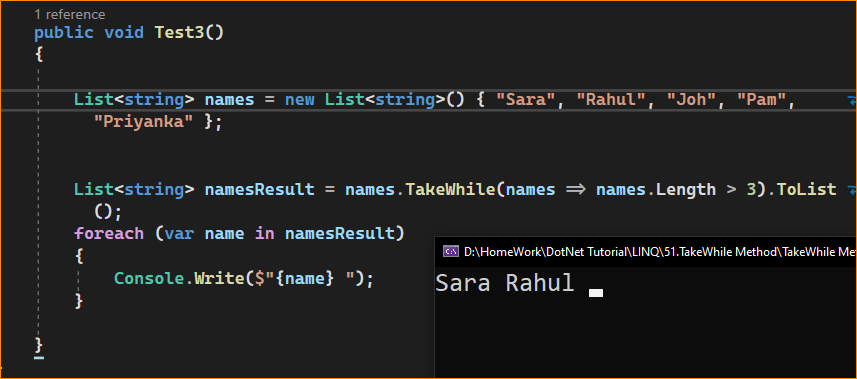 1 reference
public void Test3()
{
List<string> names = new List<string>() { "Sara", "Rahul", "Joh", "Pam",
"Priyanka" };
List<string> namesResult = names.TakeWhile(names => names.Length > 3).ToList
();
foreach (var name in namesResult)
{
Console.Write($"{name} ");
}
}
D:\HomeWork\DotNet Tutorial\LINQ\51.TakeWhile Method\TakeWhile Me
Sara Rahul